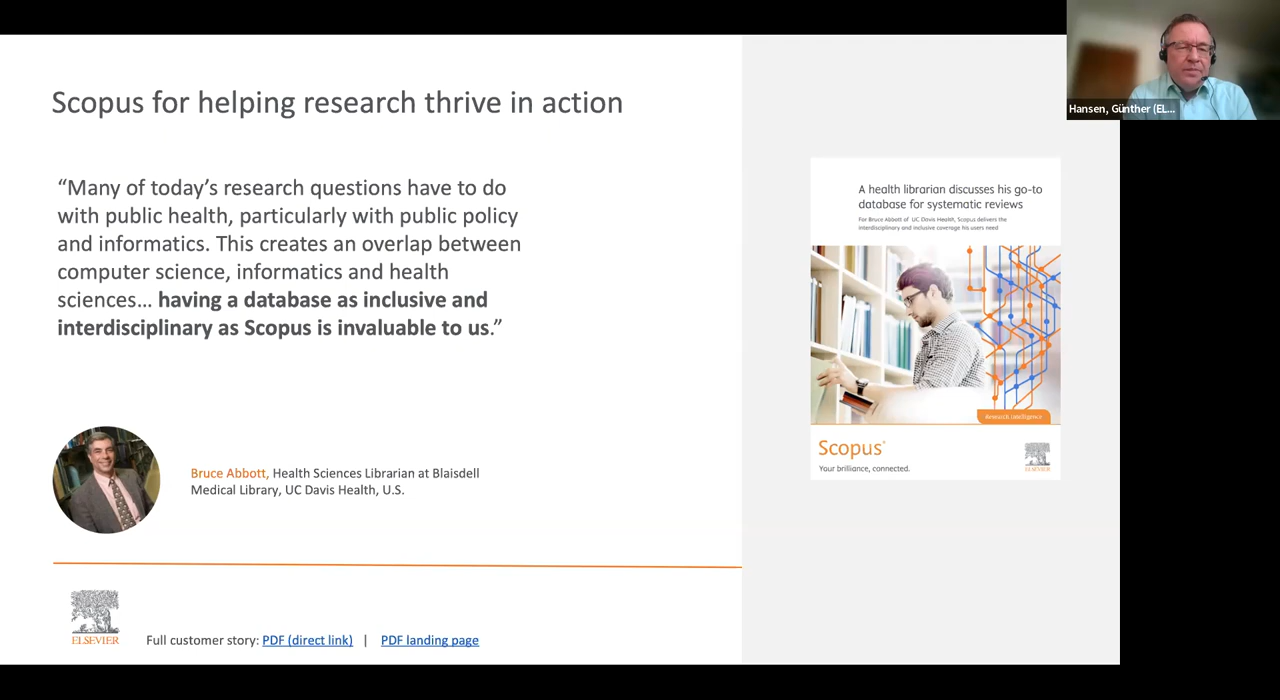 Scopus for helping research thrive in action
“Many of today’s research questions have to do
with public health, particularly with public policy
and informatics. This creates an overlap between
computer science, informatics and health
sciences… having a database as inclusive and
interdisciplinary as Scopus is invaluable to us.”
Bruce Abbott, Health Sciences Librarian at Blaisdell
Medical Library, UC Davis Health, U.S.
ELSEVIER
Full customer story: PDF (direct link) | PDF landing page
A health librarian discusses his go-to
database for systematic reviews
For Bruce Abbott of UC Davis Health, Scopus delivers the
interdisciplinary and inclusive coverage his users need
Research Intelligence
Scopus®
Your brilliance, connected.
ELSEVIER
Hansen, Günther (EL...